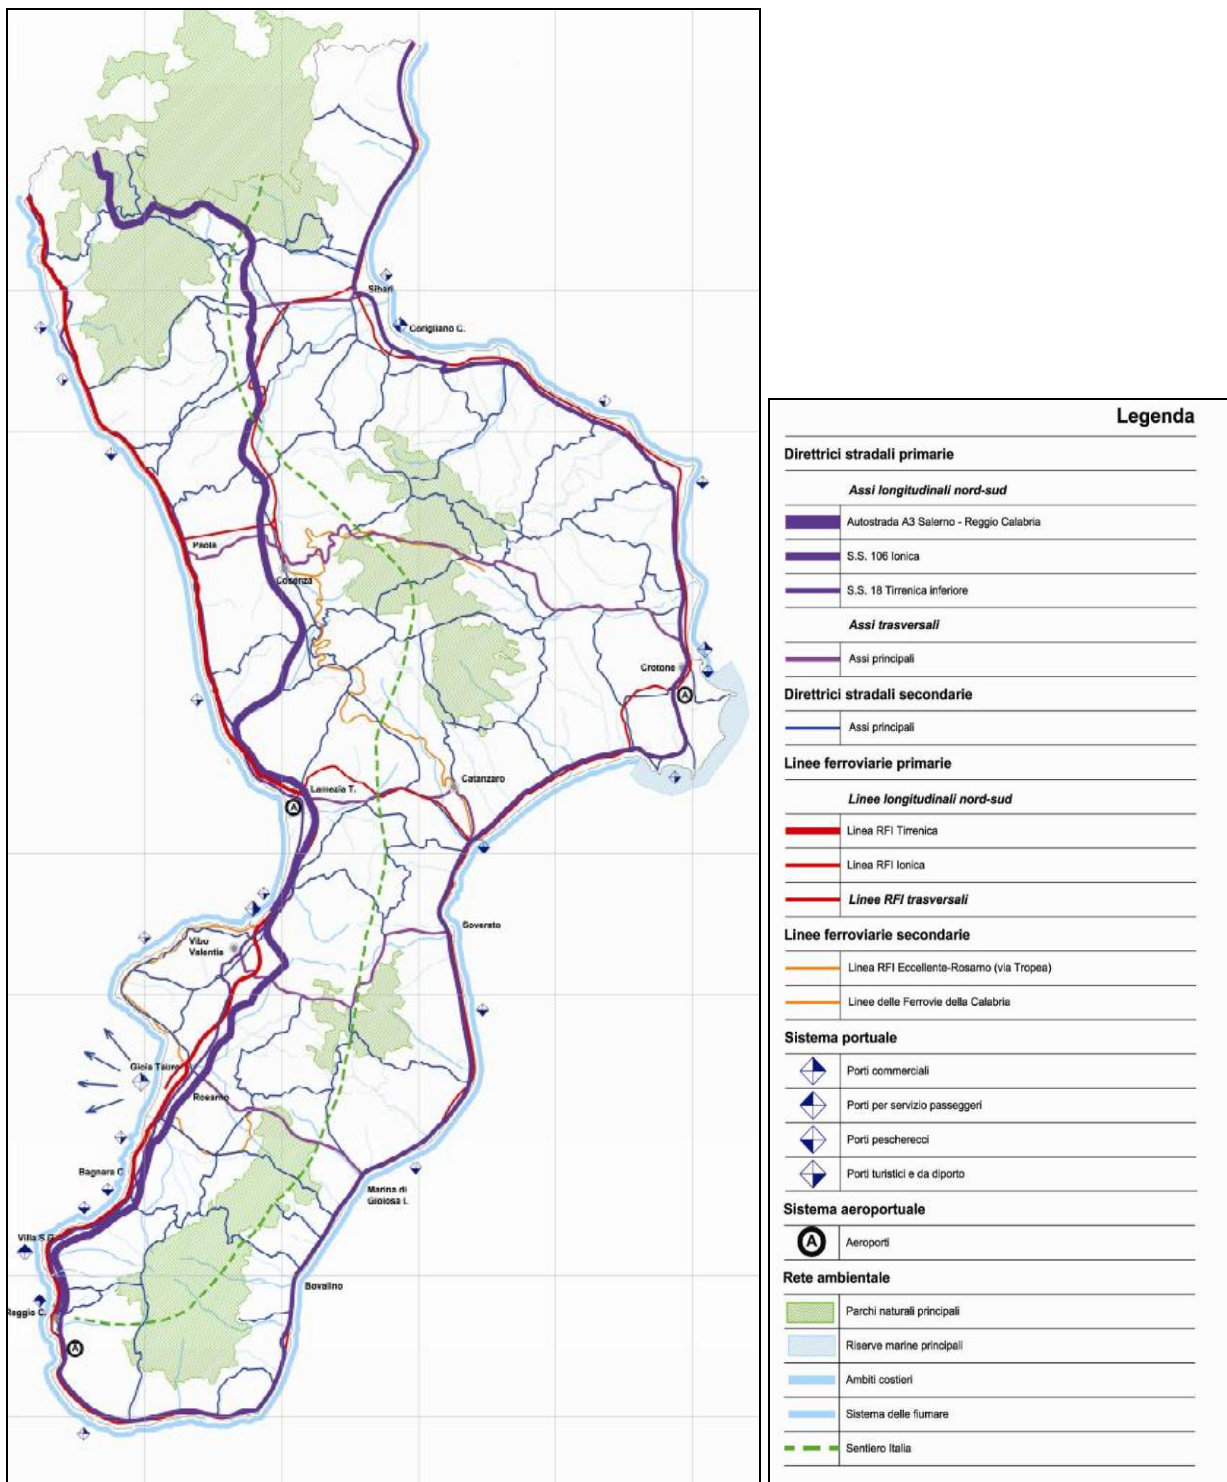 Sibari
Corigliano C.
Paola
Cosenza
Crotone
A
Catanzaro
Lamezia T.
A
Soverato
Vibo
Valentia
Gioia Tauro
Rosarno
Bagnara C
Marina di
Gioiosa I.
Villa S.G.
Bovalino
Reggio C.
A
Legenda
Direttrici stradali primarie
Assi longitudinali nord-sud
Autostrada A3 Salerno - Reggio Calabria
S.S. 106 Ionica
S.S. 18 Tirrenica inferiore
Assi trasversali
Assi principali
Direttrici stradali secondarie
Assi principali
Linee ferroviarie primarie
Linee longitudinali nord-sud
Linea RFI Tirrenica
Linea RFI Ionica
Linee RFI trasversali
Linee ferroviarie secondarie
Linea RFI Eccellente-Rosarno (via Tropea)
Linee delle Ferrovie della Calabria
Sistema portuale
Porti commerciali
Porti per servizio passeggeri
Porti pescherecci
Porti turistici e da diporto
Sistema aeroportuale
A
Aeroporti
Rete ambientale
Parchi naturali principali
Riserve marine principali
Ambiti costieri
Sistema delle fiumare
Sentiero Italia